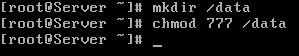 [root@Server ~]# mkdir /data
[root@Server ~]# chmod 777 /data
[root@Server ~]# _